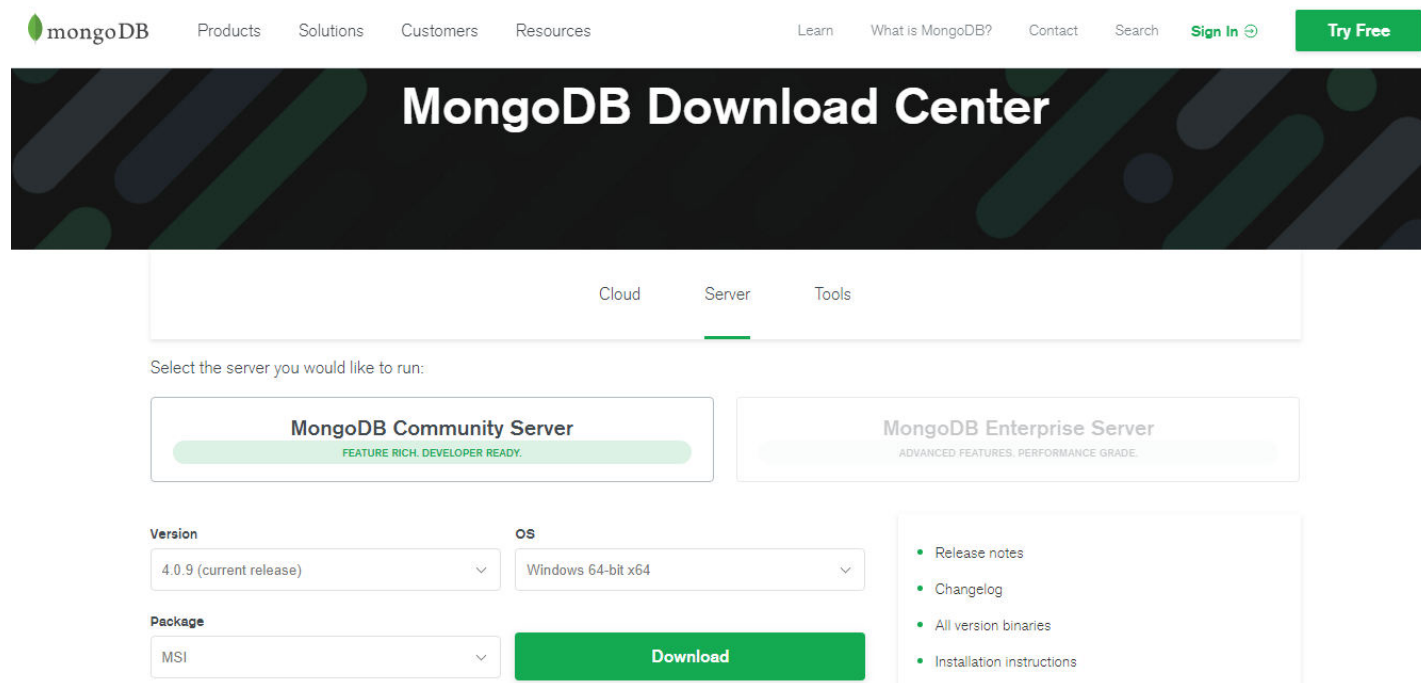 mongoDB Products Solutions Customers Resources Learn What is MongoDB? Contact Search Sign In Try Free
MongoDB Download Center
Cloud Server Tools
Select the server you would like to run:
MongoDB Community Server
FEATURE RICH. DEVELOPER READY.
MongoDB Enterprise Server
ADVANCED FEATURES. PERFORMANCE GRADE.
Version
4.0.9 (current release)
OS
Windows 64-bit x64
Package
MSI
Download
Release notes
Changelog
All version binaries
Installation instructions